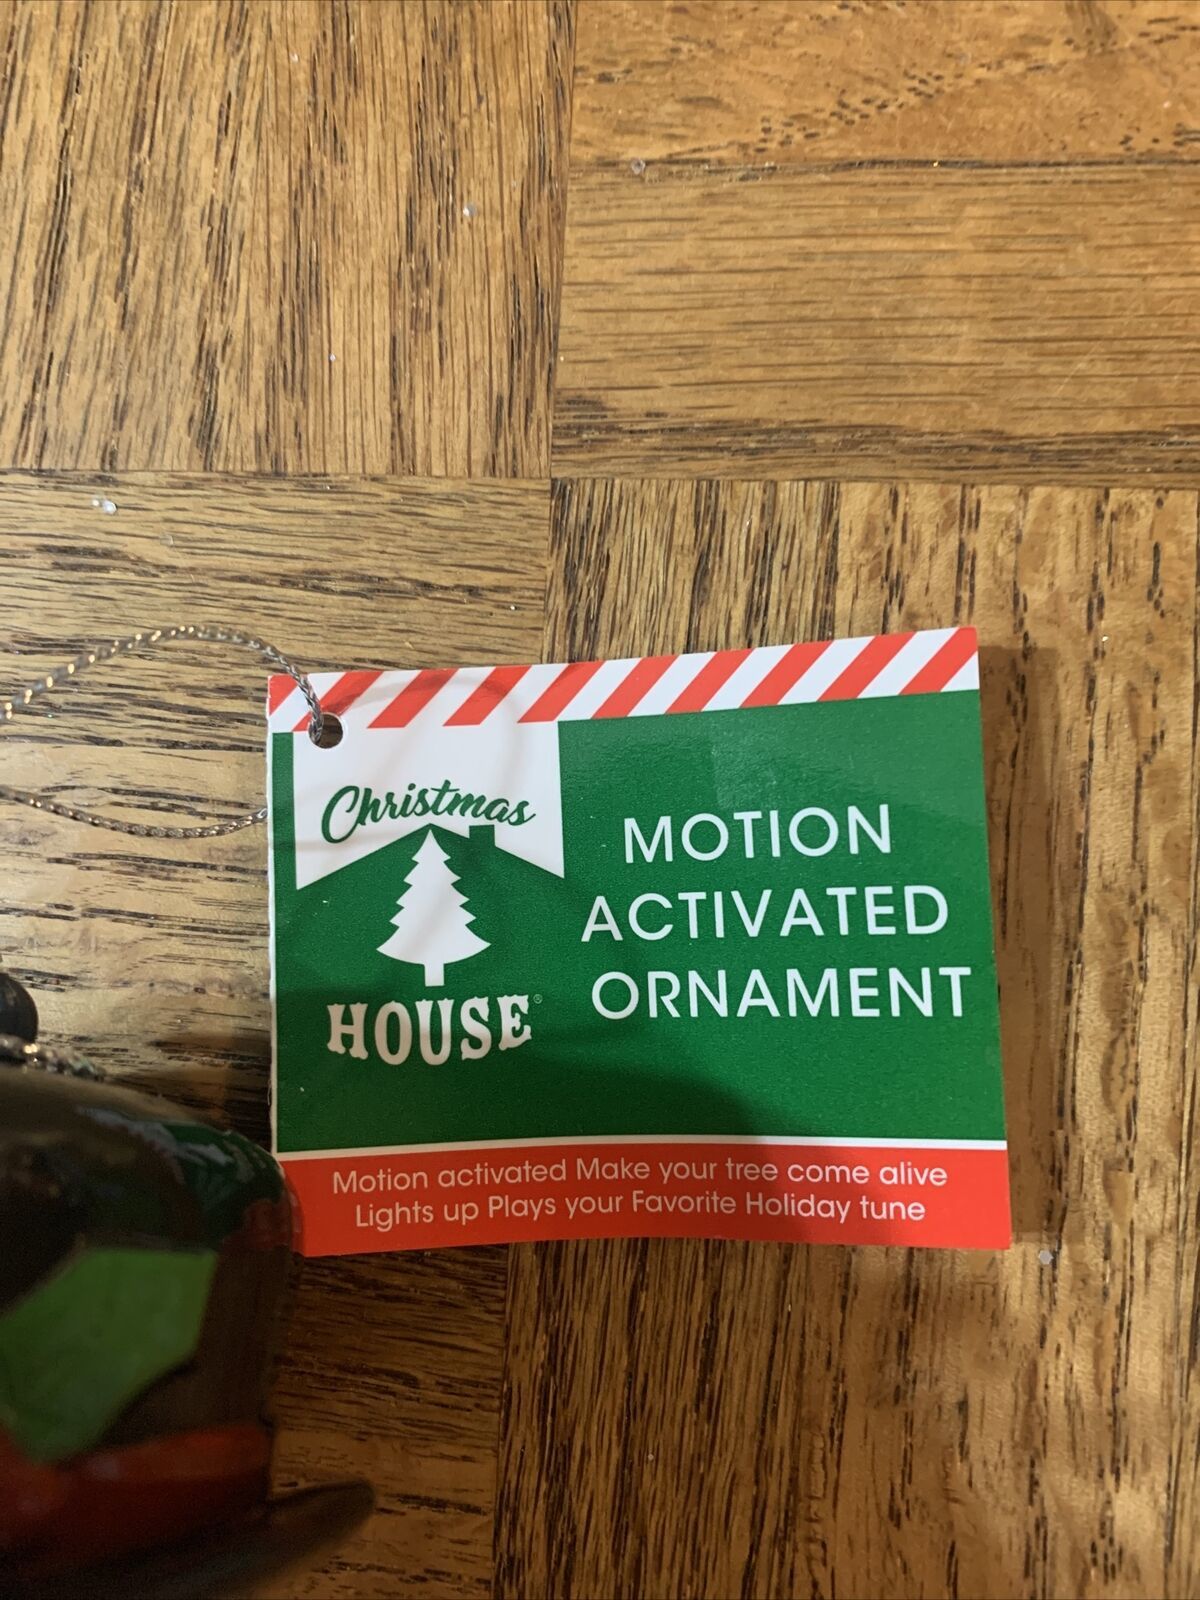 Christmas
HOUSE®
MOTION
ACTIVATED
ORNAMENT
Motion activated Make your tree come alive
Lights up Plays your Favorite Holiday tune